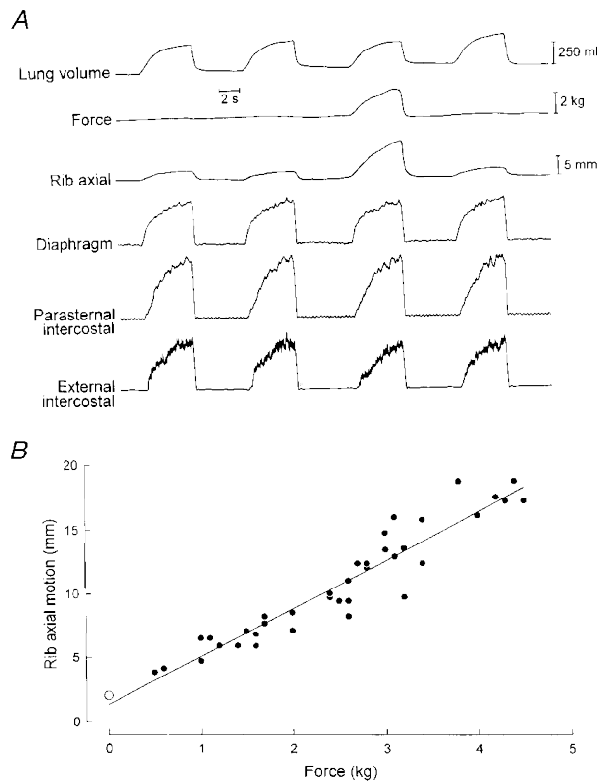 A
Lung volume
250 ml
2 s
Force
2 kg
Rib axial
5 mm
Diaphragm
Parasternal
intercostal
External
intercostal
B
Rib axial motion (mm)
20
15
10
5
0
0 1 2 3 4 5
Force (kg)